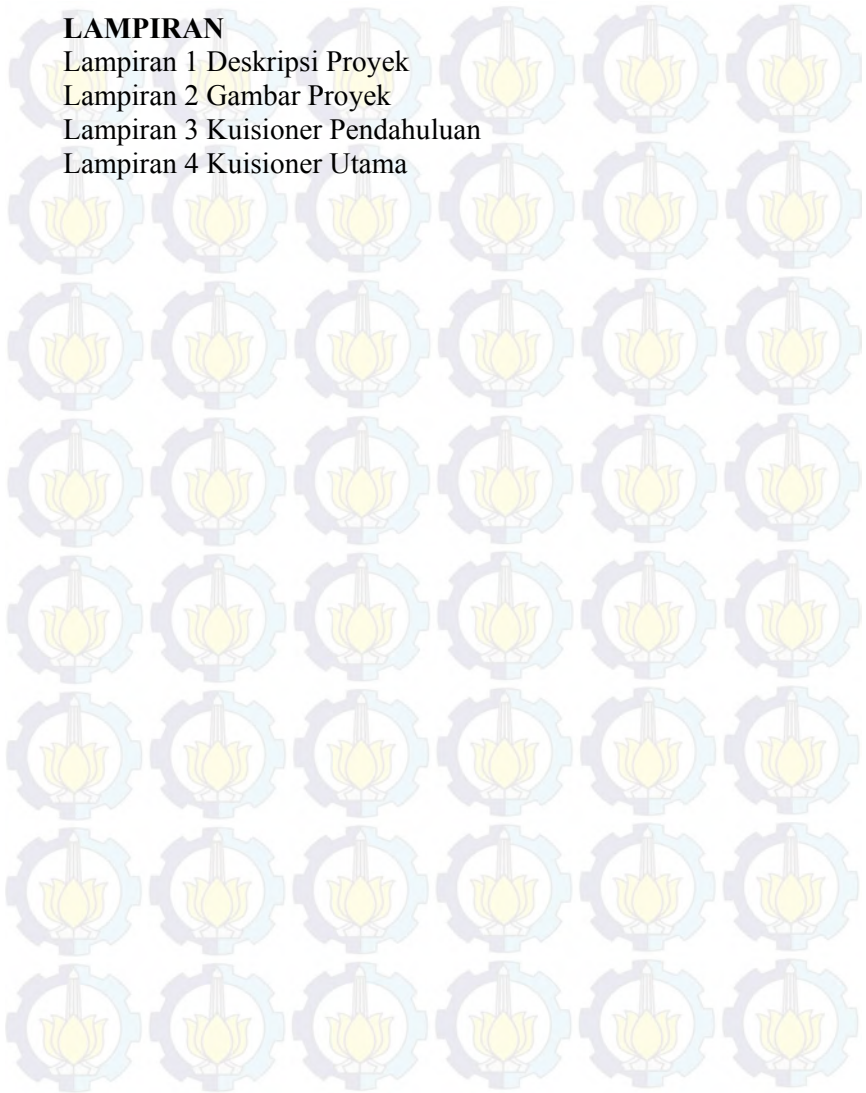 LAMPIRAN
Lampiran 1 Deskripsi Proyek
Lampiran 2 Gambar Proyek
Lampiran 3 Kuisioner Pendahuluan
Lampiran 4 Kuisioner Utama